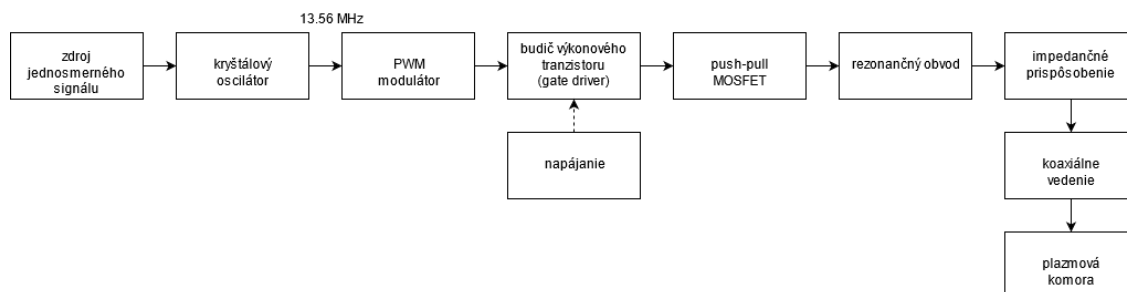 13.56 MHz
zdroj
jednosmerného
signálu
kryštálový
oscilátor
PWM
modulátor
budič výkonového
tranzistoru
(gate driver)
push-pull
MOSFET
rezonančný obvod
impedančné
prispôsobenie
napájanie
koaxiálne
vedenie
plazmová
komora